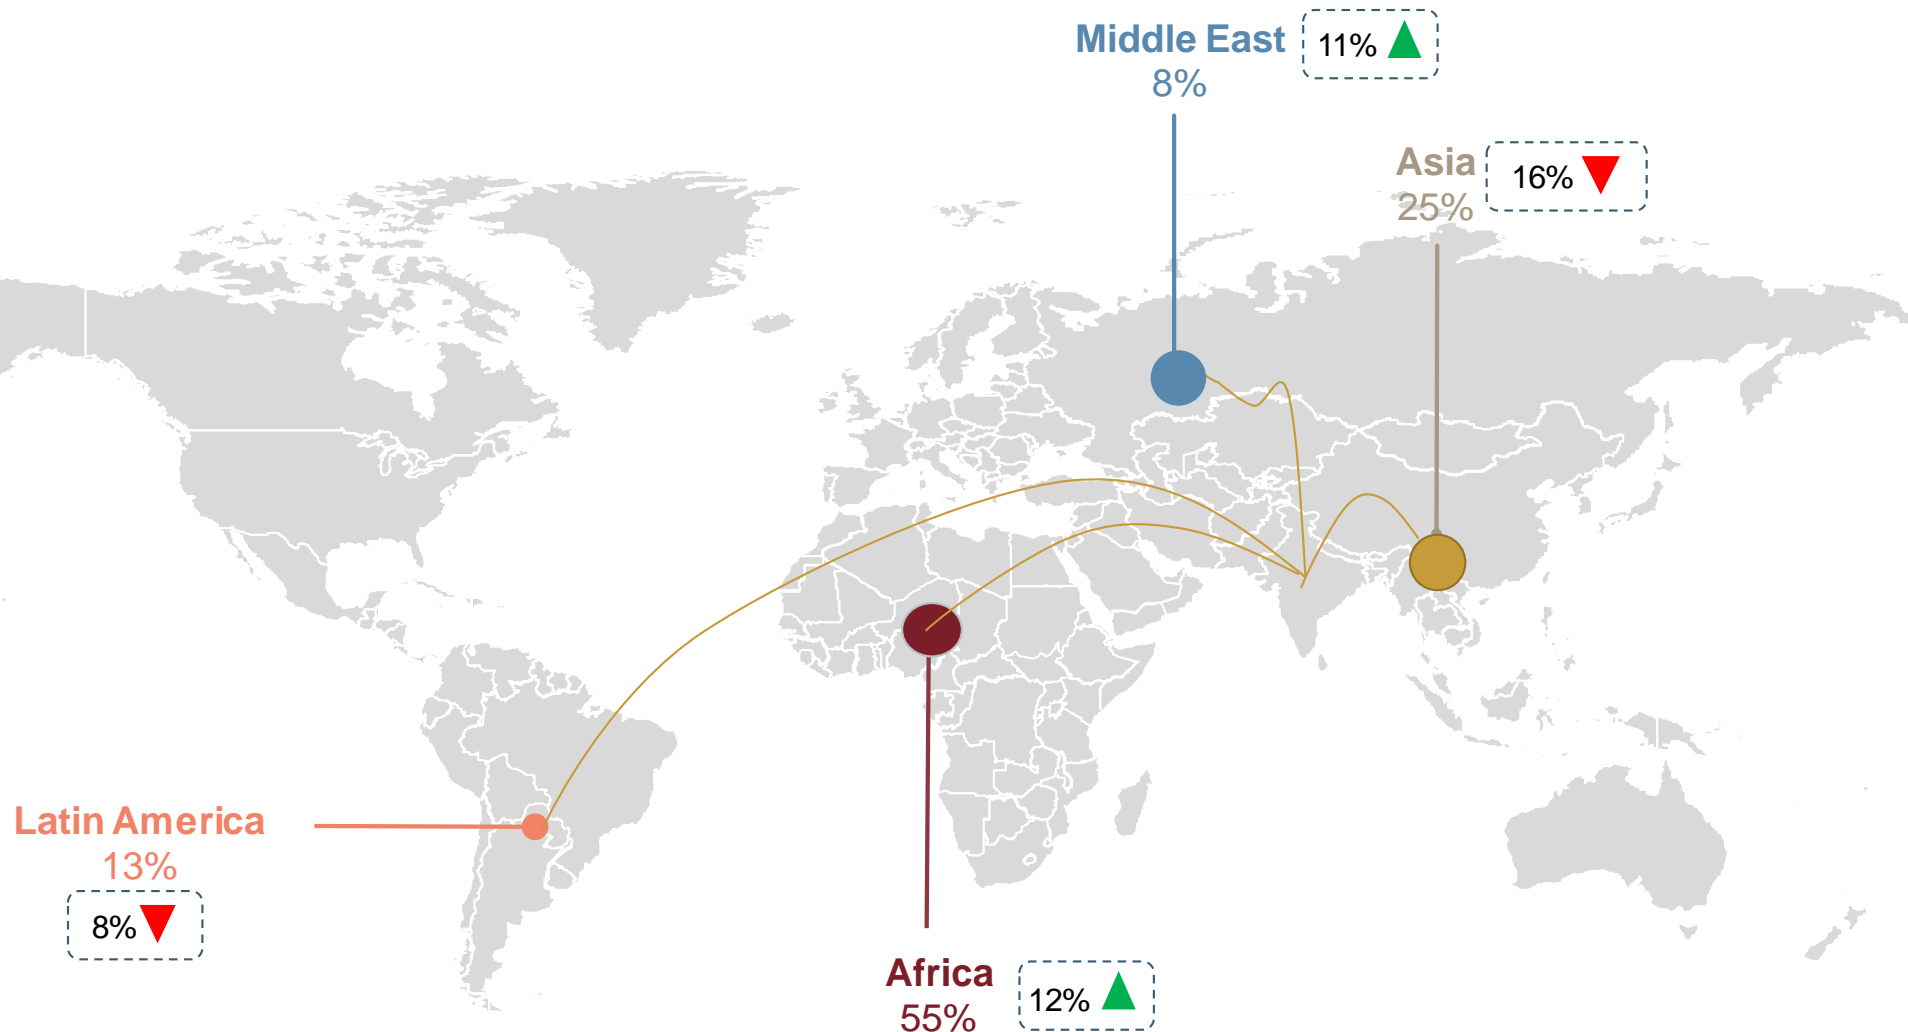 Middle East
8%
11%
Asia
25%
16%
Latin America
13%
8%
Africa
55%
12%